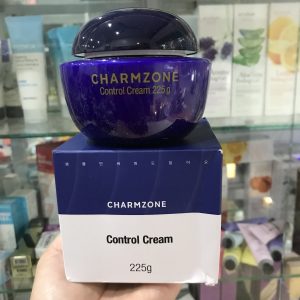 CHARMZONE
Control Cream 225g
CHARMZONE
Control Cream
225g